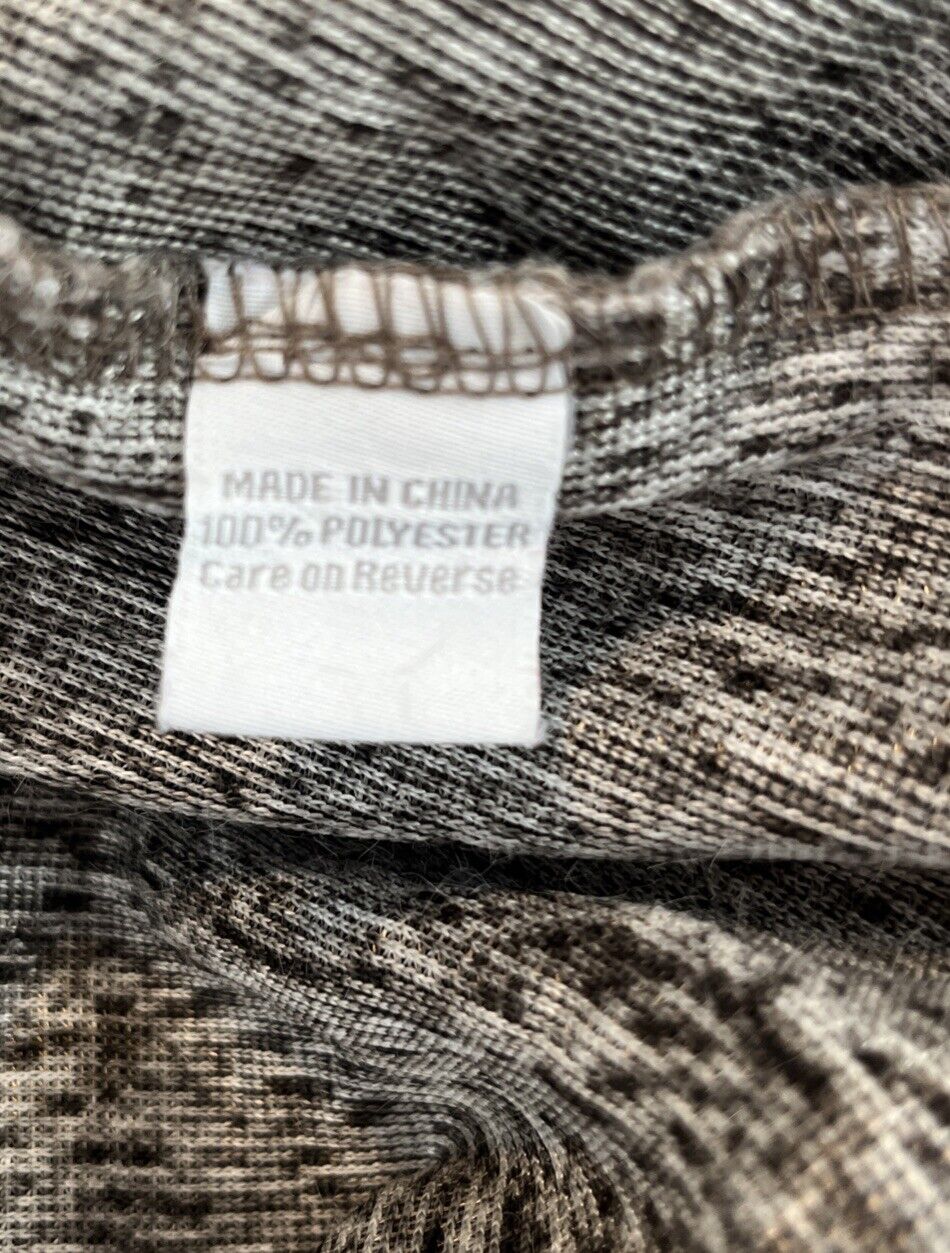 MADE IN CHINA
100% POLYESTER
Care on Reverse